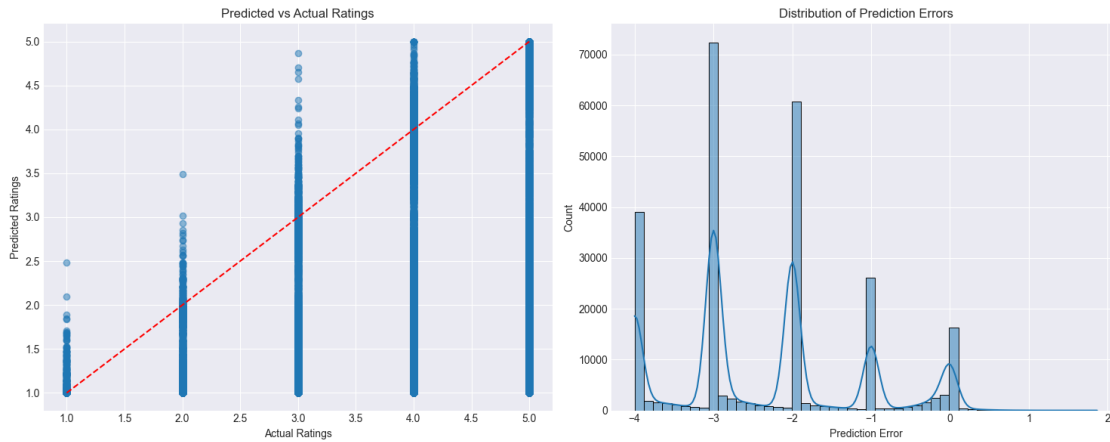 Predicted vs Actual Ratings
5.0
4.5
4.0
3.5
3.0
2.5
2.0
1.5
1.0
Predicted Ratings
1.0 1.5 2.0 2.5 3.0 3.5 4.0 4.5 5.0
Actual Ratings
Distribution of Prediction Errors
70000
60000
50000
40000
30000
20000
10000
0
Count
−4 −3 −2 −1 0 1 2
Prediction Error